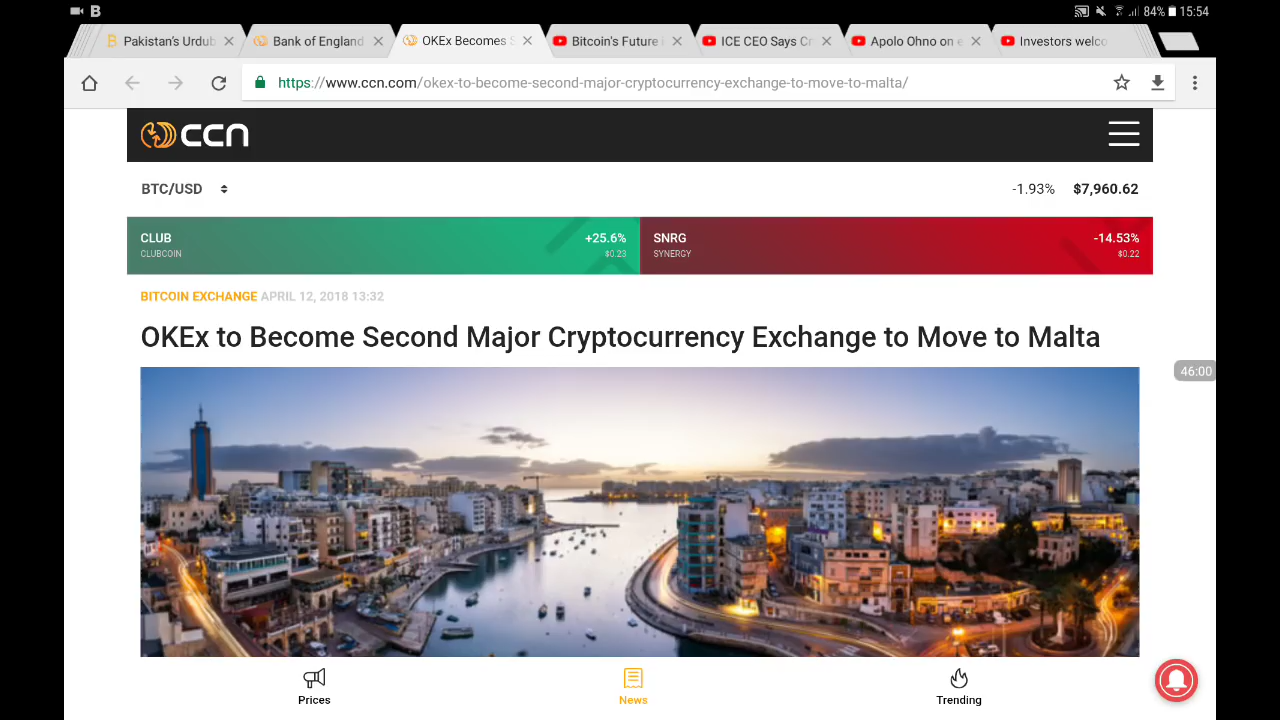 B 84% 15:54
Pakistan's Urdub
Bank of England
OKEx Becomes S
Bitcoin's Future i
ICE CEO Says Cr
Apolo Ohno on e
Investors welco
https://www.ccn.com/okex-to-become-second-major-cryptocurrency-exchange-to-move-to-malta/
ccn
BTC/USD -1.93% $7,960.62
CLUB +25.6%
CLUBCOIN $0.23
SNRG -14.53%
SYNERGY $0.22
BITCOIN EXCHANGE APRIL 12, 2018 13:32
OKEx to Become Second Major Cryptocurrency Exchange to Move to Malta
46:00
Prices
News
Trending